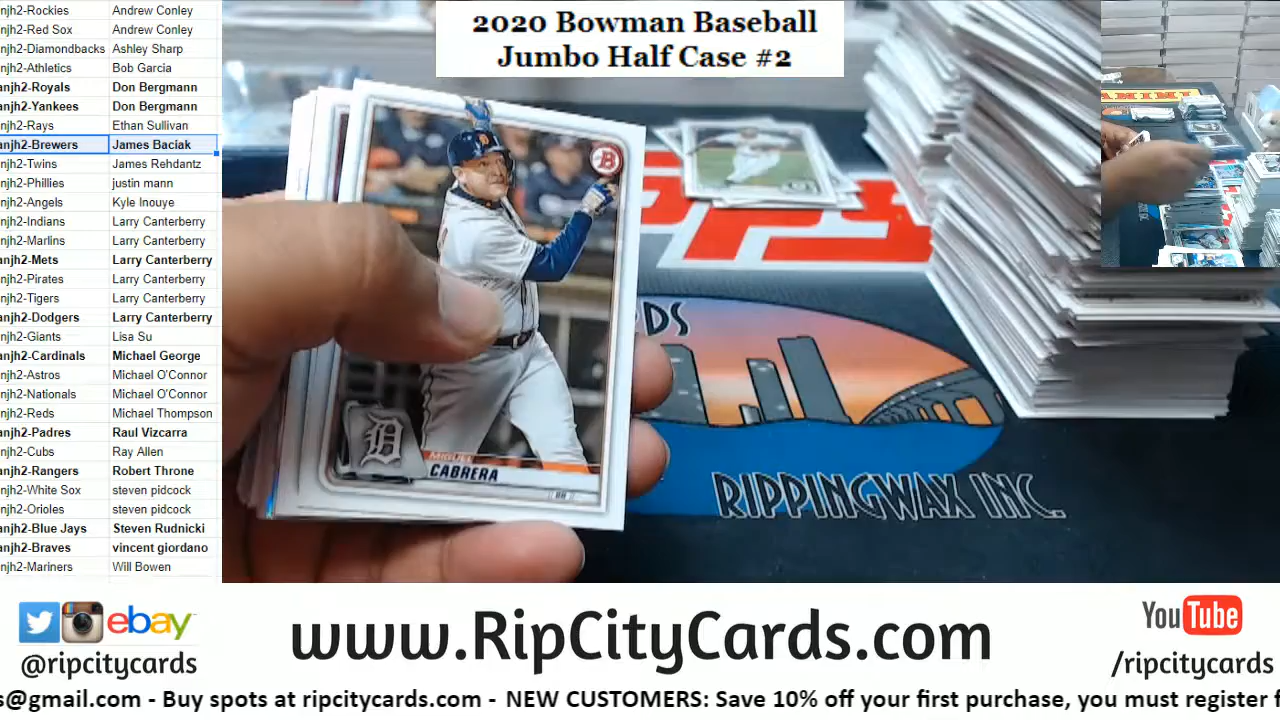 njh2-Rockies Andrew Conley
njh2-Red Sox Andrew Conley
njh2-Diamondbacks Ashley Sharp
njh2-Athletics Bob Garcia
anjh2-Royals Don Bergmann
anjh2-Yankees Don Bergmann
njh2-Rays Ethan Sullivan
anjh2-Brewers James Baciak
njh2-Twins James Rehdantz
njh2-Phillies justin mann
njh2-Angels Kyle Inouye
njh2-Indians Larry Canterberry
njh2-Marlins Larry Canterberry
anjh2-Mets Larry Canterberry
njh2-Pirates Larry Canterberry
njh2-Tigers Larry Canterberry
anjh2-Dodgers Larry Canterberry
njh2-Giants Lisa Su
anjh2-Cardinals Michael George
njh2-Astros Michael O'Connor
njh2-Nationals Michael O'Connor
njh2-Reds Michael Thompson
anjh2-Padres Raul Vizcarra
njh2-Cubs Ray Allen
anjh2-Rangers Robert Throne
njh2-White Sox steven pidcock
njh2-Orioles steven pidcock
anjh2-Blue Jays Steven Rudnicki
anjh2-Braves vincent giordano
njh2-Mariners Will Bowen
2020 Bowman Baseball
Jumbo Half Case #2
B
D
MIGUEL
CABRERA
RDS
RIPPINGWAX INC.
ebay
@ripcitycards
www.RipCityCards.com
YouTube
/ripcitycards
s@gmail.com - Buy spots at ripcitycards.com - NEW CUSTOMERS: Save 10% off your first purchase, you must register f